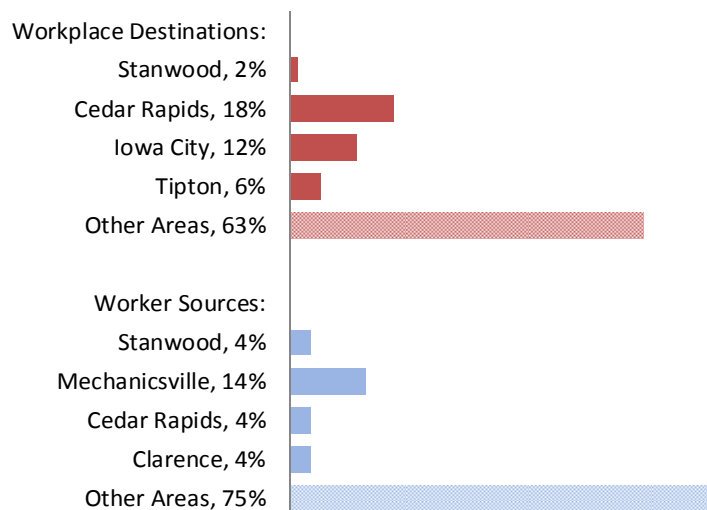 Workplace Destinations:
Stanwood, 2%
Cedar Rapids, 18%
Iowa City, 12%
Tipton, 6%
Other Areas, 63%
Worker Sources:
Stanwood, 4%
Mechanicsville, 14%
Cedar Rapids, 4%
Clarence, 4%
Other Areas, 75%